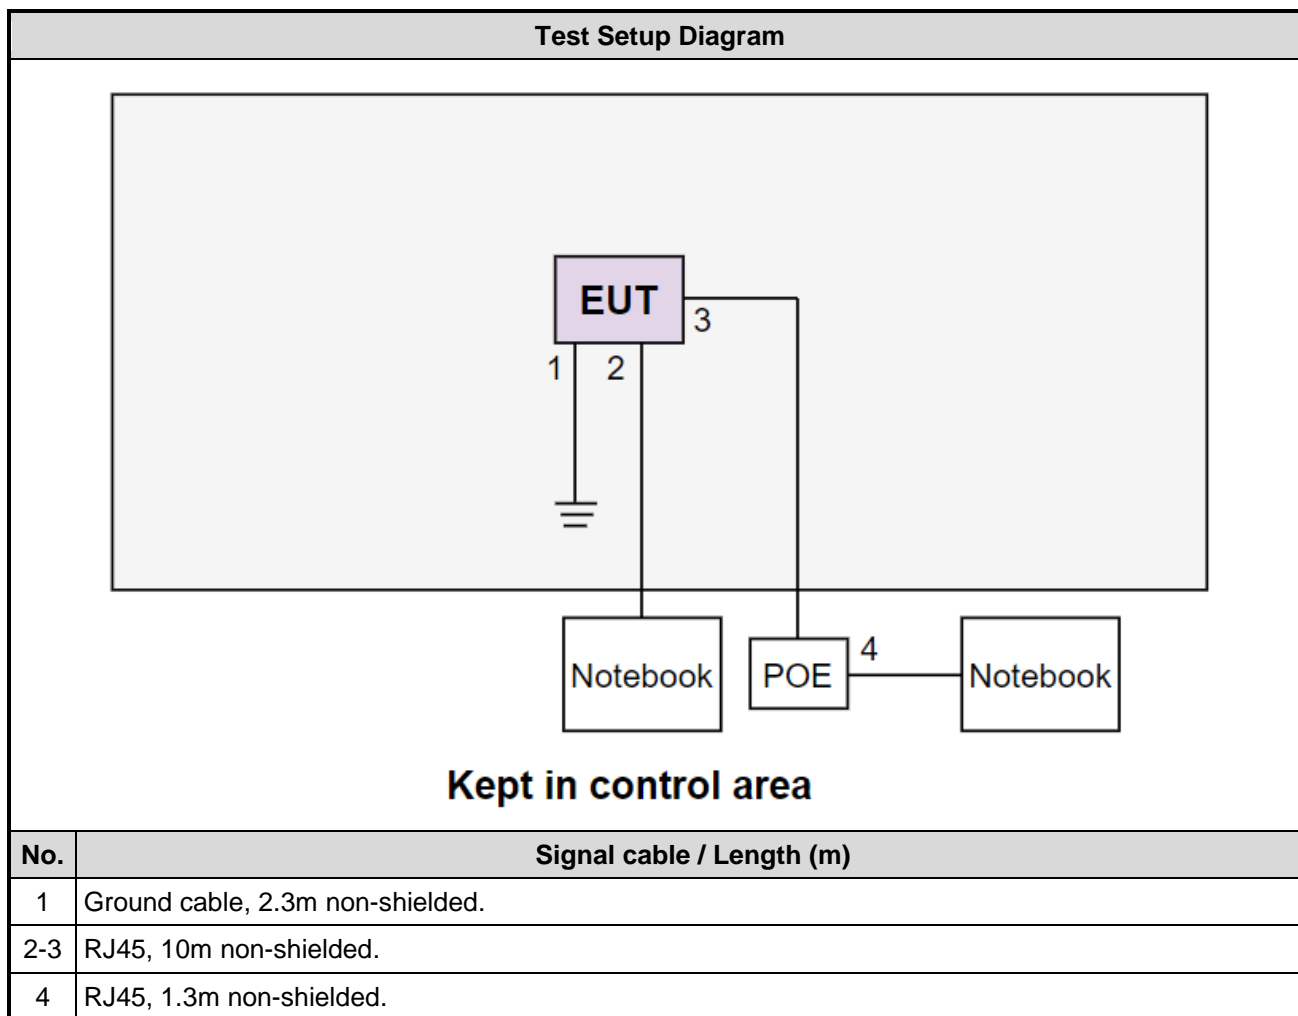 Test Setup Diagram
EUT
3
1 2
4
Notebook POE Notebook
Kept in control area
No. Signal cable / Length (m)
1 Ground cable, 2.3m non-shielded.
2-3 RJ45, 10m non-shielded.
4 RJ45, 1.3m non-shielded.